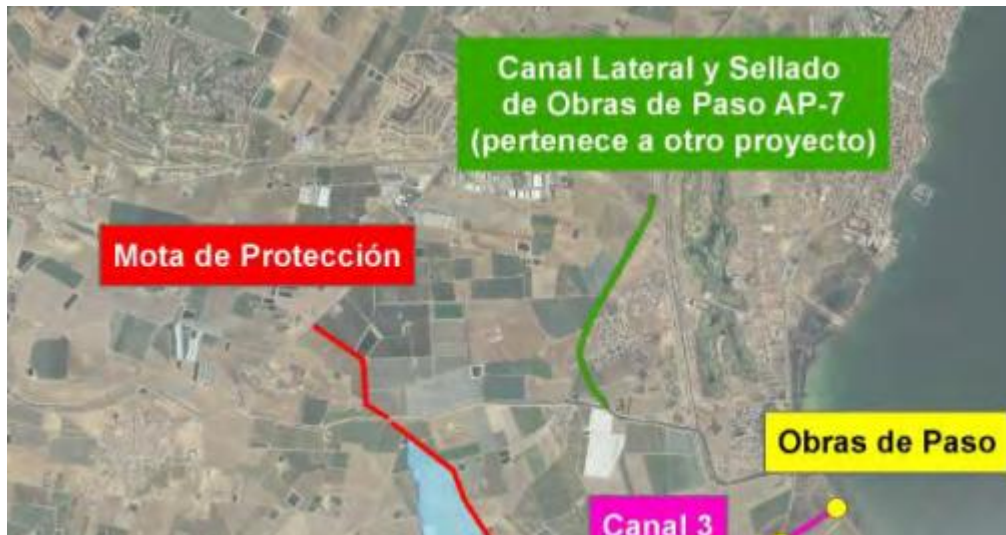 Canal Lateral y Sellado
de Obras de Paso AP-7
(pertenece a otro proyecto)
Mota de Protección
Obras de Paso
Canal 3